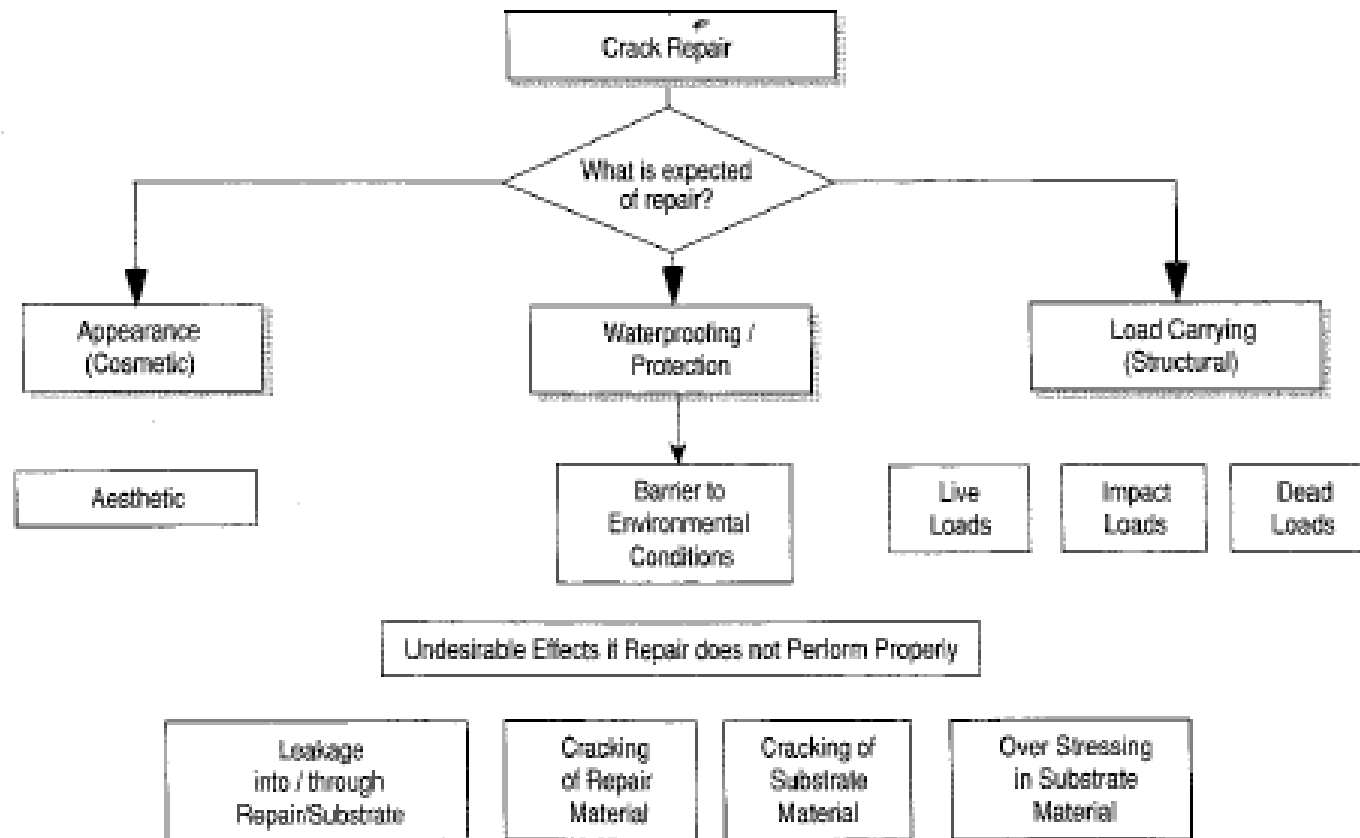 Crack Repair
What is expected
of repair?
Appearance
(Cosmetic)
Waterproofing /
Protection
Load Carrying
(Structural)
Aesthetic
Barrier to
Environmental
Conditions
Live
Loads
Impact
Loads
Dead
Loads
Undesirable Effects if Repair does not Perform Properly
Leakage
into / through
Repair/Substrate
Cracking
of Repair
Material
Cracking of
Substrate
Material
Over Stressing
in Substrate
Material